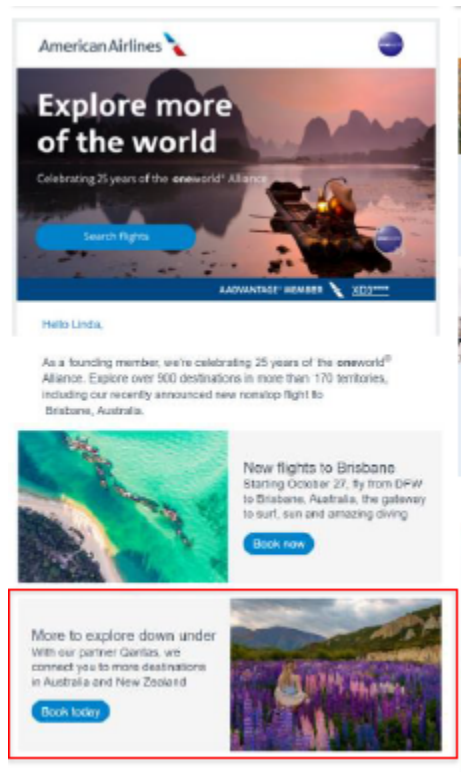 American Airlines
Explore more
of the world
Celebrating 25 years of the oneworld® Alliance
Search flights
AADVANTAGE® MEMBER
Hello Linda,
As a founding member, we're celebrating 25 years of the oneworld®
Alliance. Explore over 900 destinations in more than 170 territories,
including our recently announced new nonstop flight to
Brisbane, Australia.
New flights to Brisbane
Starting October 27, fly from DFW
to Brisbane, Australia, the gateway
to surf, sun and amazing diving
Book now
More to explore down under
With our partner Qantas, we
connect you to more destinations
in Australia and New Zealand
Book today